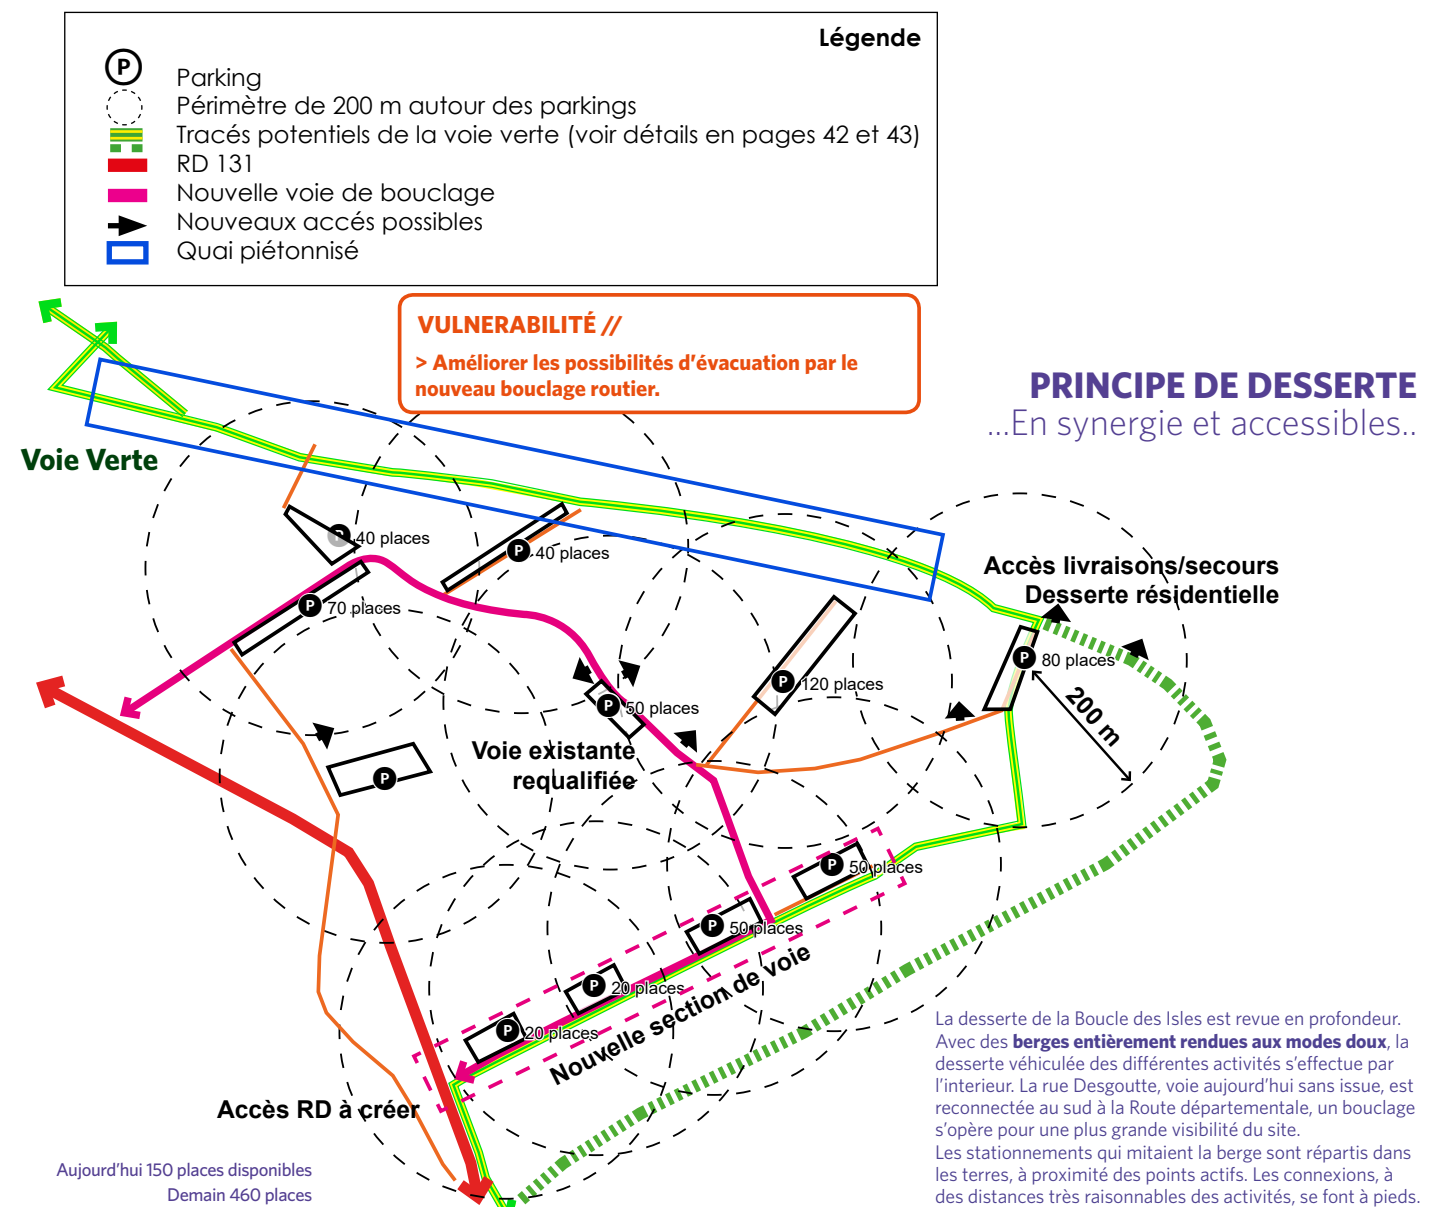 Légende
P
Parking
Périmètre de 200 m autour des parkings
Tracés potentiels de la voie verte (voir détails en pages 42 et 43)
RD 131
Nouvelle voie de bouclage
Nouveaux accés possibles
Quai piétonnisé
VULNERABILITÉ //
> Améliorer les possibilités d'évacuation par le
nouveau bouclage routier.
PRINCIPE DE DESSERTE
...En synergie et accessibles..
Voie Verte
P 40 places
P 40 places
P 70 places
Accès livraisons/secours
Desserte résidentielle
P 80 places
P 120 places
200 m
P 50 places
Voie existante
requalifiée
P
P 50 places
P 50 places
P 20 places
P 20 places
Nouvelle section de voie
Accès RD à créer
Aujourd'hui 150 places disponibles
Demain 460 places
La desserte de la Boucle des Isles est revue en profondeur.
Avec des berges entièrement rendues aux modes doux, la
desserte véhiculée des différentes activités s'effectue par
l'interieur. La rue Desgoutte, voie aujourd'hui sans issue, est
reconnectée au sud à la Route départementale, un bouclage
s'opère pour une plus grande visibilité du site.
Les stationnements qui mitaient la berge sont répartis dans
les terres, à proximité des points actifs. Les connexions, à
des distances très raisonnables des activités, se font à pieds.